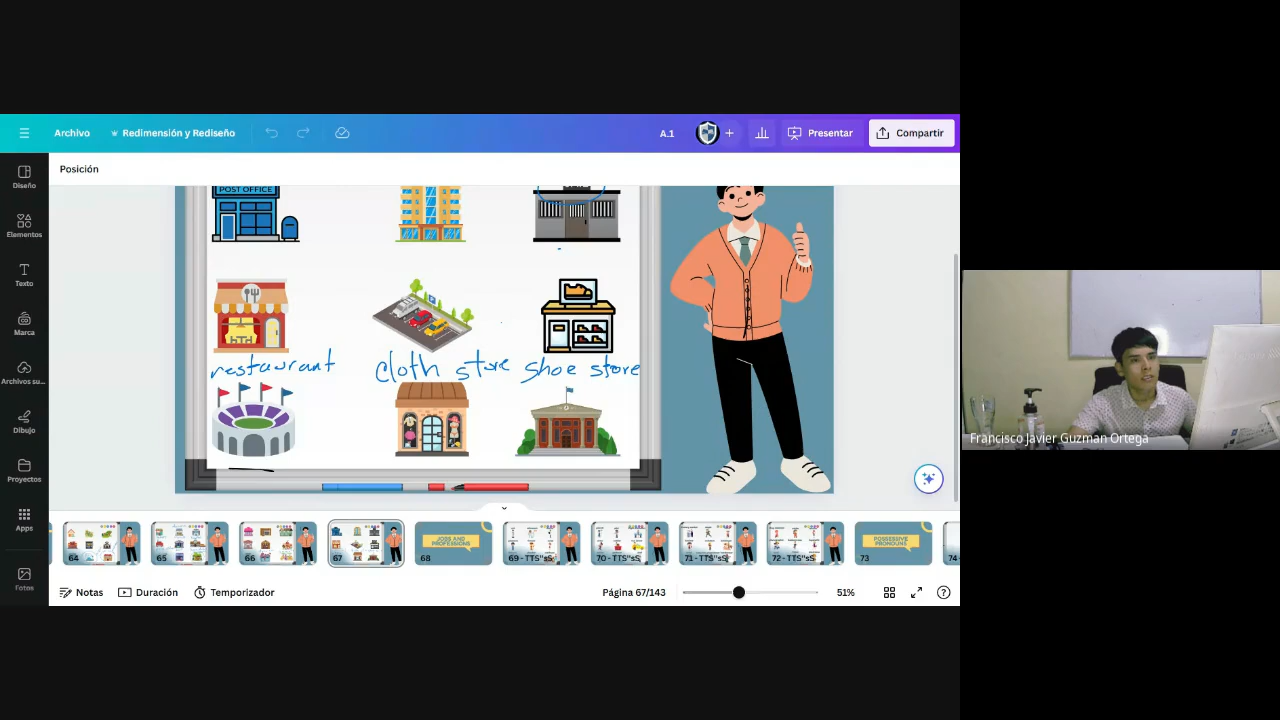 Archivo
Redimensión y Rediseño
A.1
Presentar
Compartir
Posición
Diseño
Elementos
Texto
Marca
Archivos su...
Dibujo
Proyectos
Apps
Fotos
POST OFFICE
restaurant cloth store shoe store
Francisco Javier Guzman Ortega
64
65
66
67
68
JOBS AND
PROFESSIONS
69 - TTS"sS
70 - TTS"sS
71 - TTS"sS
72 - TTS"sS
73
POSSESSIVE
PRONOUNS
74
Notas
Duración
Temporizador
Página 67/143
51%